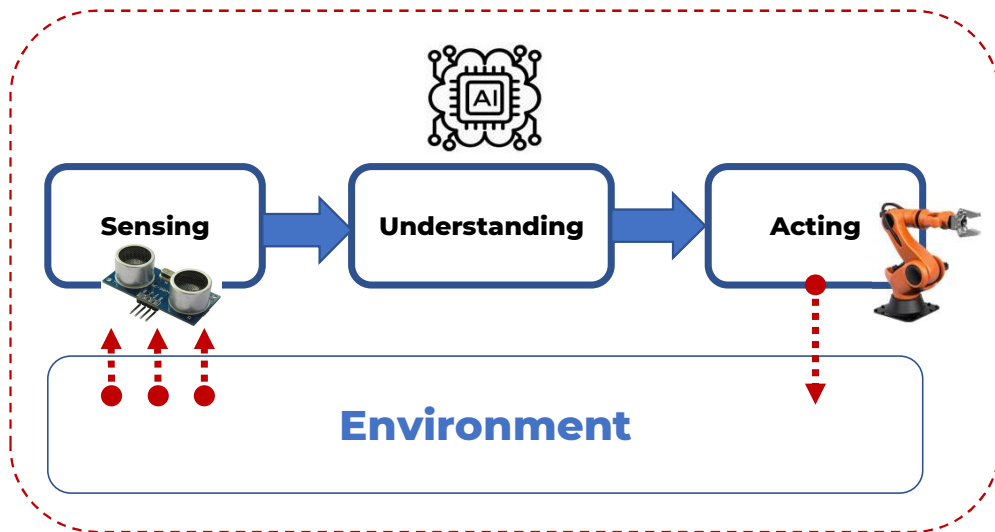 AI
Sensing
Understanding
Acting
Environment